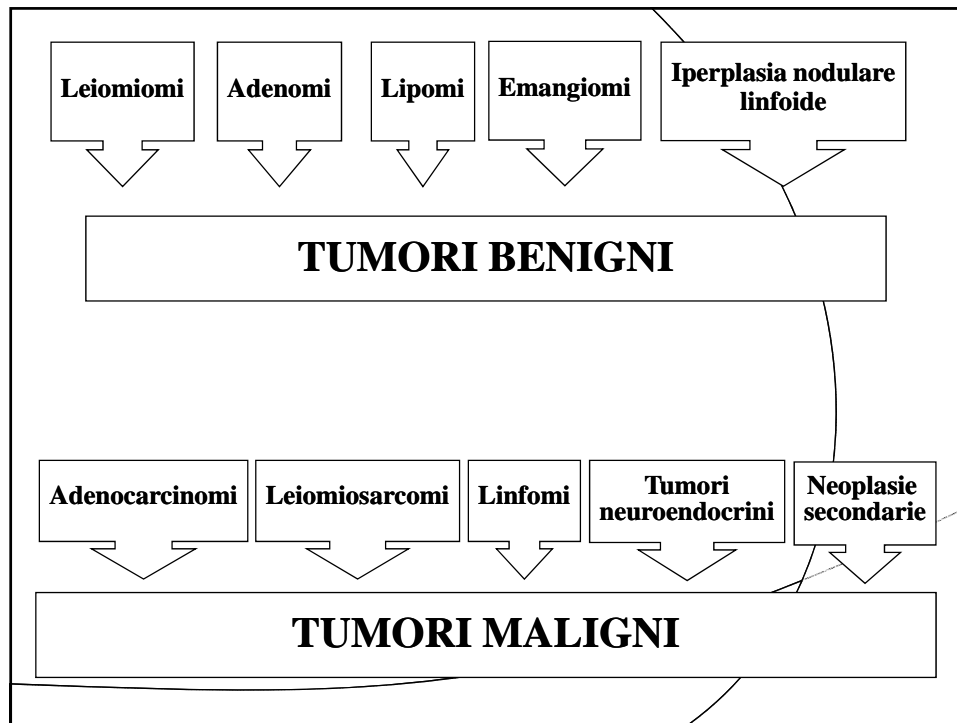 Leiomiomi
Adenomi
Lipomi
Emangiomi
Iperplasia nodulare
linfoide
TUMORI BENIGNI
Adenocarcinomi
Leiomiosarcomi
Linfomi
Tumori
neuroendocrini
Neoplasie
secondarie
TUMORI MALIGNI